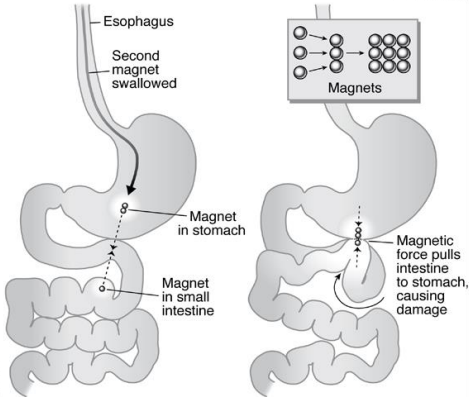 Esophagus
Second
magnet
swallowed
Magnet
in stomach
Magnet
in small
intestine
Magnets
Magnetic
force pulls
intestine
to stomach,
causing
damage